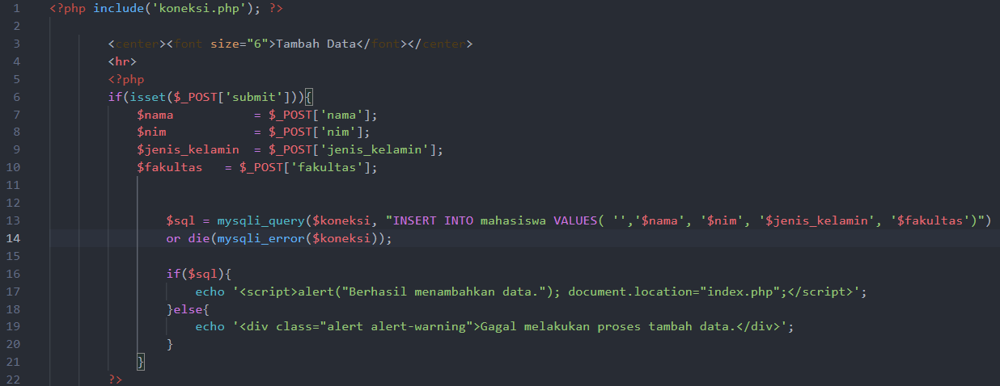 1 <?php include('koneksi.php'); ?>
2
3 <center><font size="6">Tambah Data</font></center>
4 <hr>
5 <?php
6 if(isset($_POST['submit'])){
7 $nama = $_POST['nama'];
8 $nim = $_POST['nim'];
9 $jenis_kelamin = $_POST['jenis_kelamin'];
10 $fakultas = $_POST['fakultas'];
11
12
13 $sql = mysqli_query($koneksi, "INSERT INTO mahasiswa VALUES( '','$nama', '$nim', '$jenis_kelamin', '$fakultas')")
14 or die(mysqli_error($koneksi));
15
16 if($sql){
17 echo '<script>alert("Berhasil menambahkan data."); document.location="index.php";</script>';
18 }else{
19 echo '<div class="alert alert-warning">Gagal melakukan proses tambah data.</div>';
20 }
21 }
22 ?>